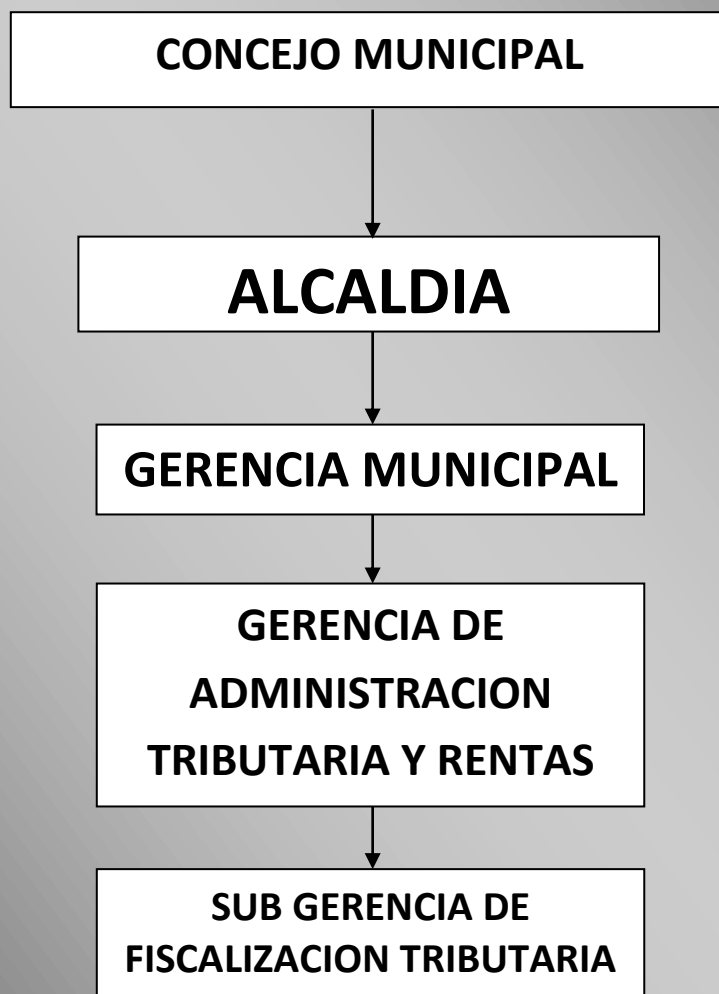 CONCEJO MUNICIPAL
ALCALDIA
GERENCIA MUNICIPAL
GERENCIA DE
ADMINISTRACION
TRIBUTARIA Y RENTAS
SUB GERENCIA DE
FISCALIZACION TRIBUTARIA